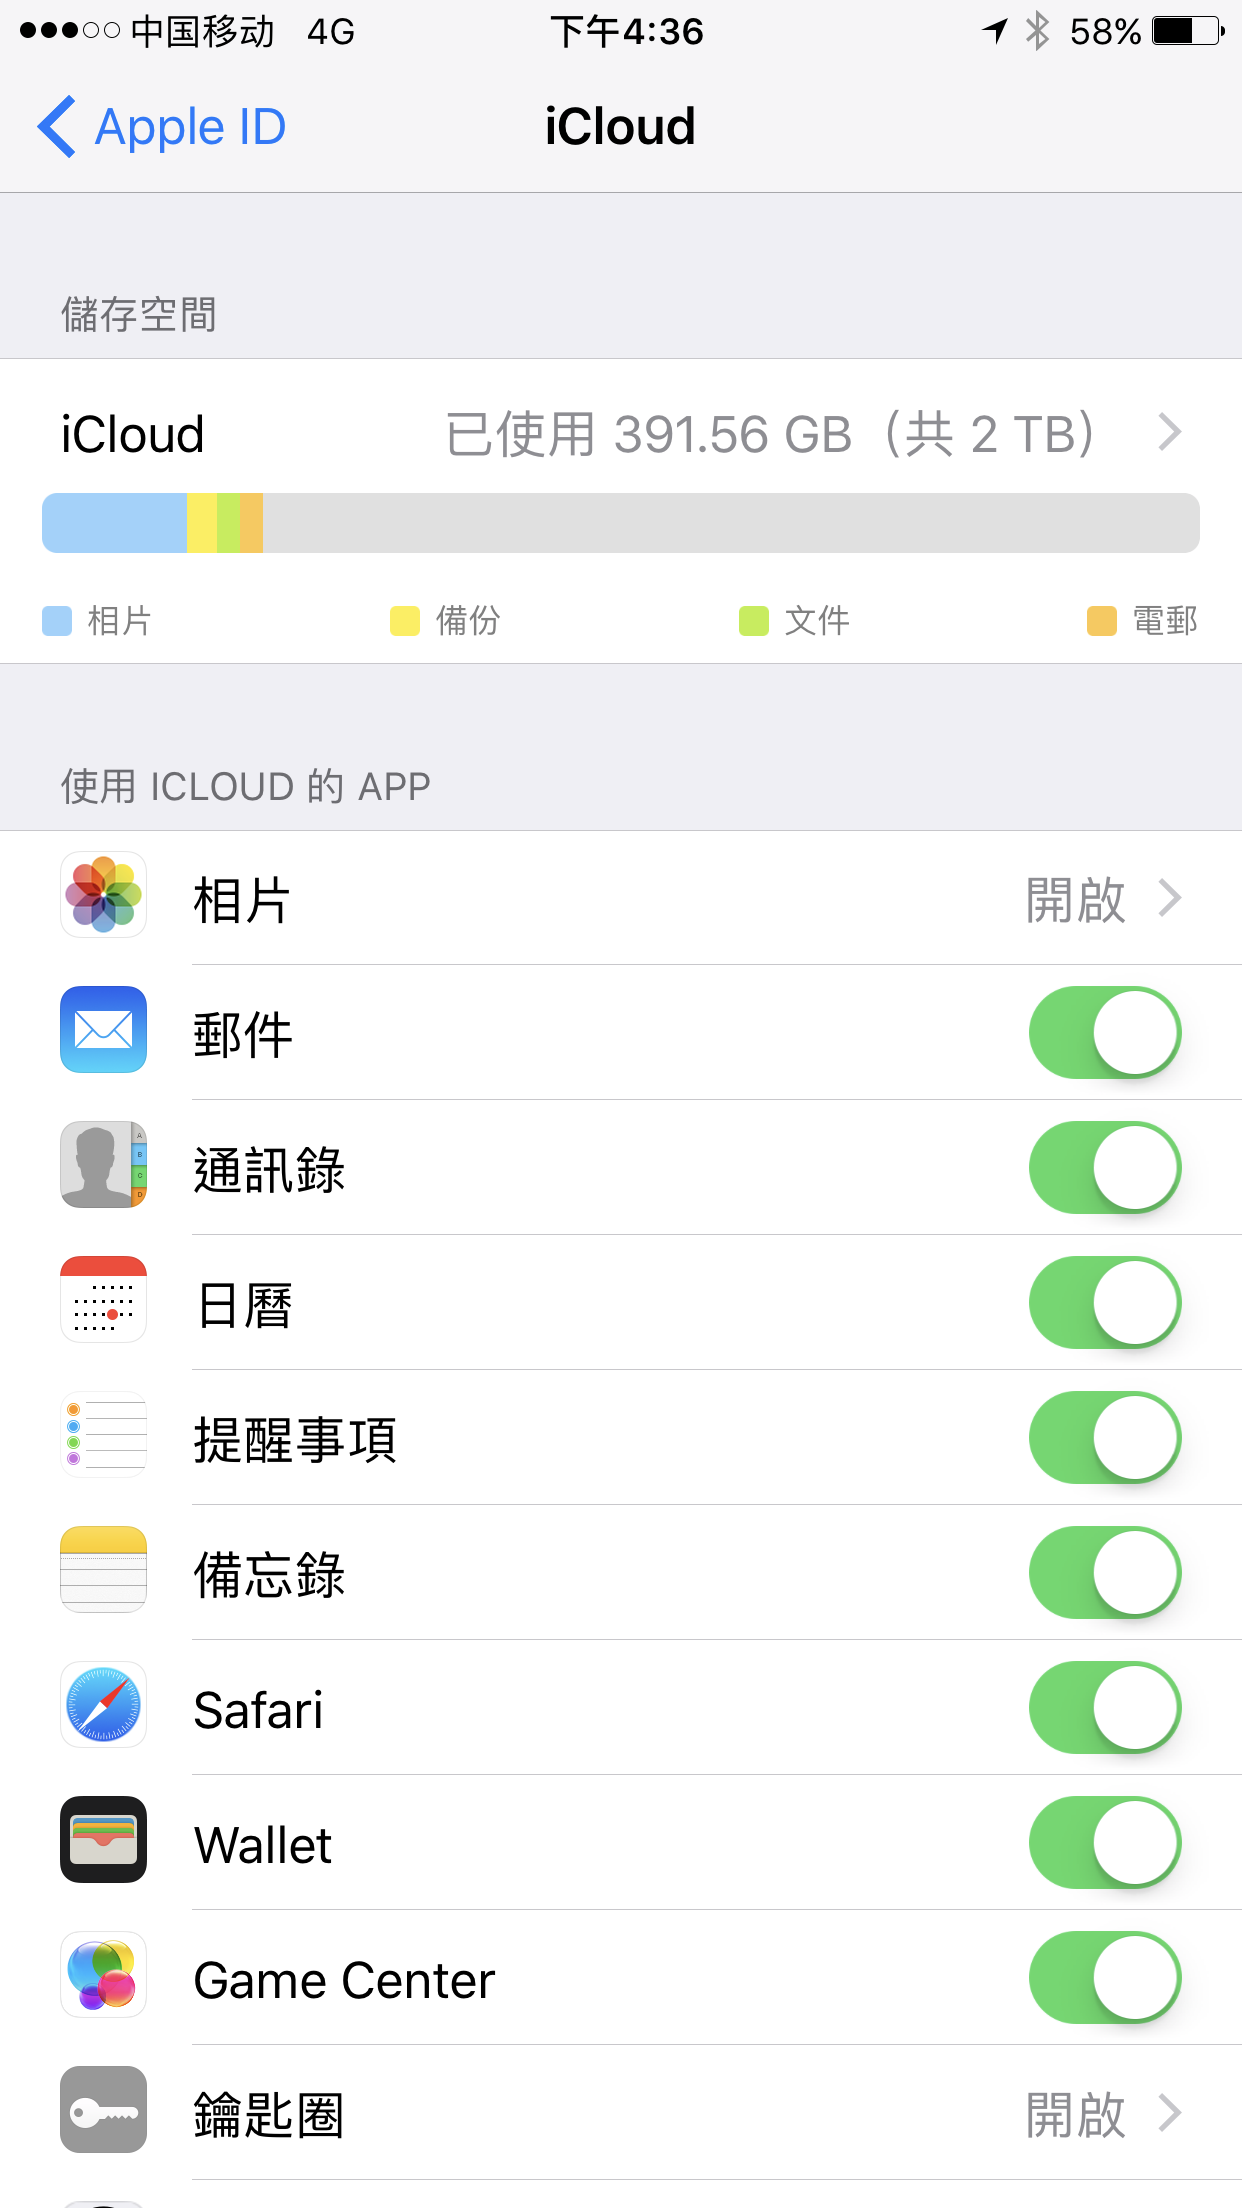 中国移动 4G 下午4:36 58%
Apple ID iCloud
儲存空間
iCloud 已使用 391.56 GB（共 2 TB）
相片 備份 文件 電郵
使用 ICLOUD 的 APP
相片 開啟
郵件
A
B
C
D
通訊錄
日曆
提醒事項
備忘錄
Safari
Wallet
Game Center
鑰匙圈 開啟